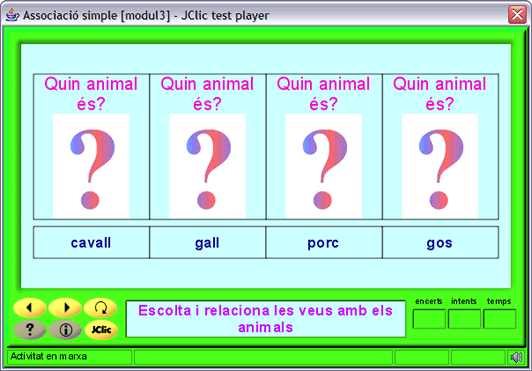 Associació simple [modul3] - JClic test player
Quin animal és?
Quin animal és?
Quin animal és?
Quin animal és?
?
?
?
?
cavall
gall
porc
gos
?
i
JClic
Escolta i relaciona les veus amb els
animals
encerts
intents
temps
Activitat en marxa